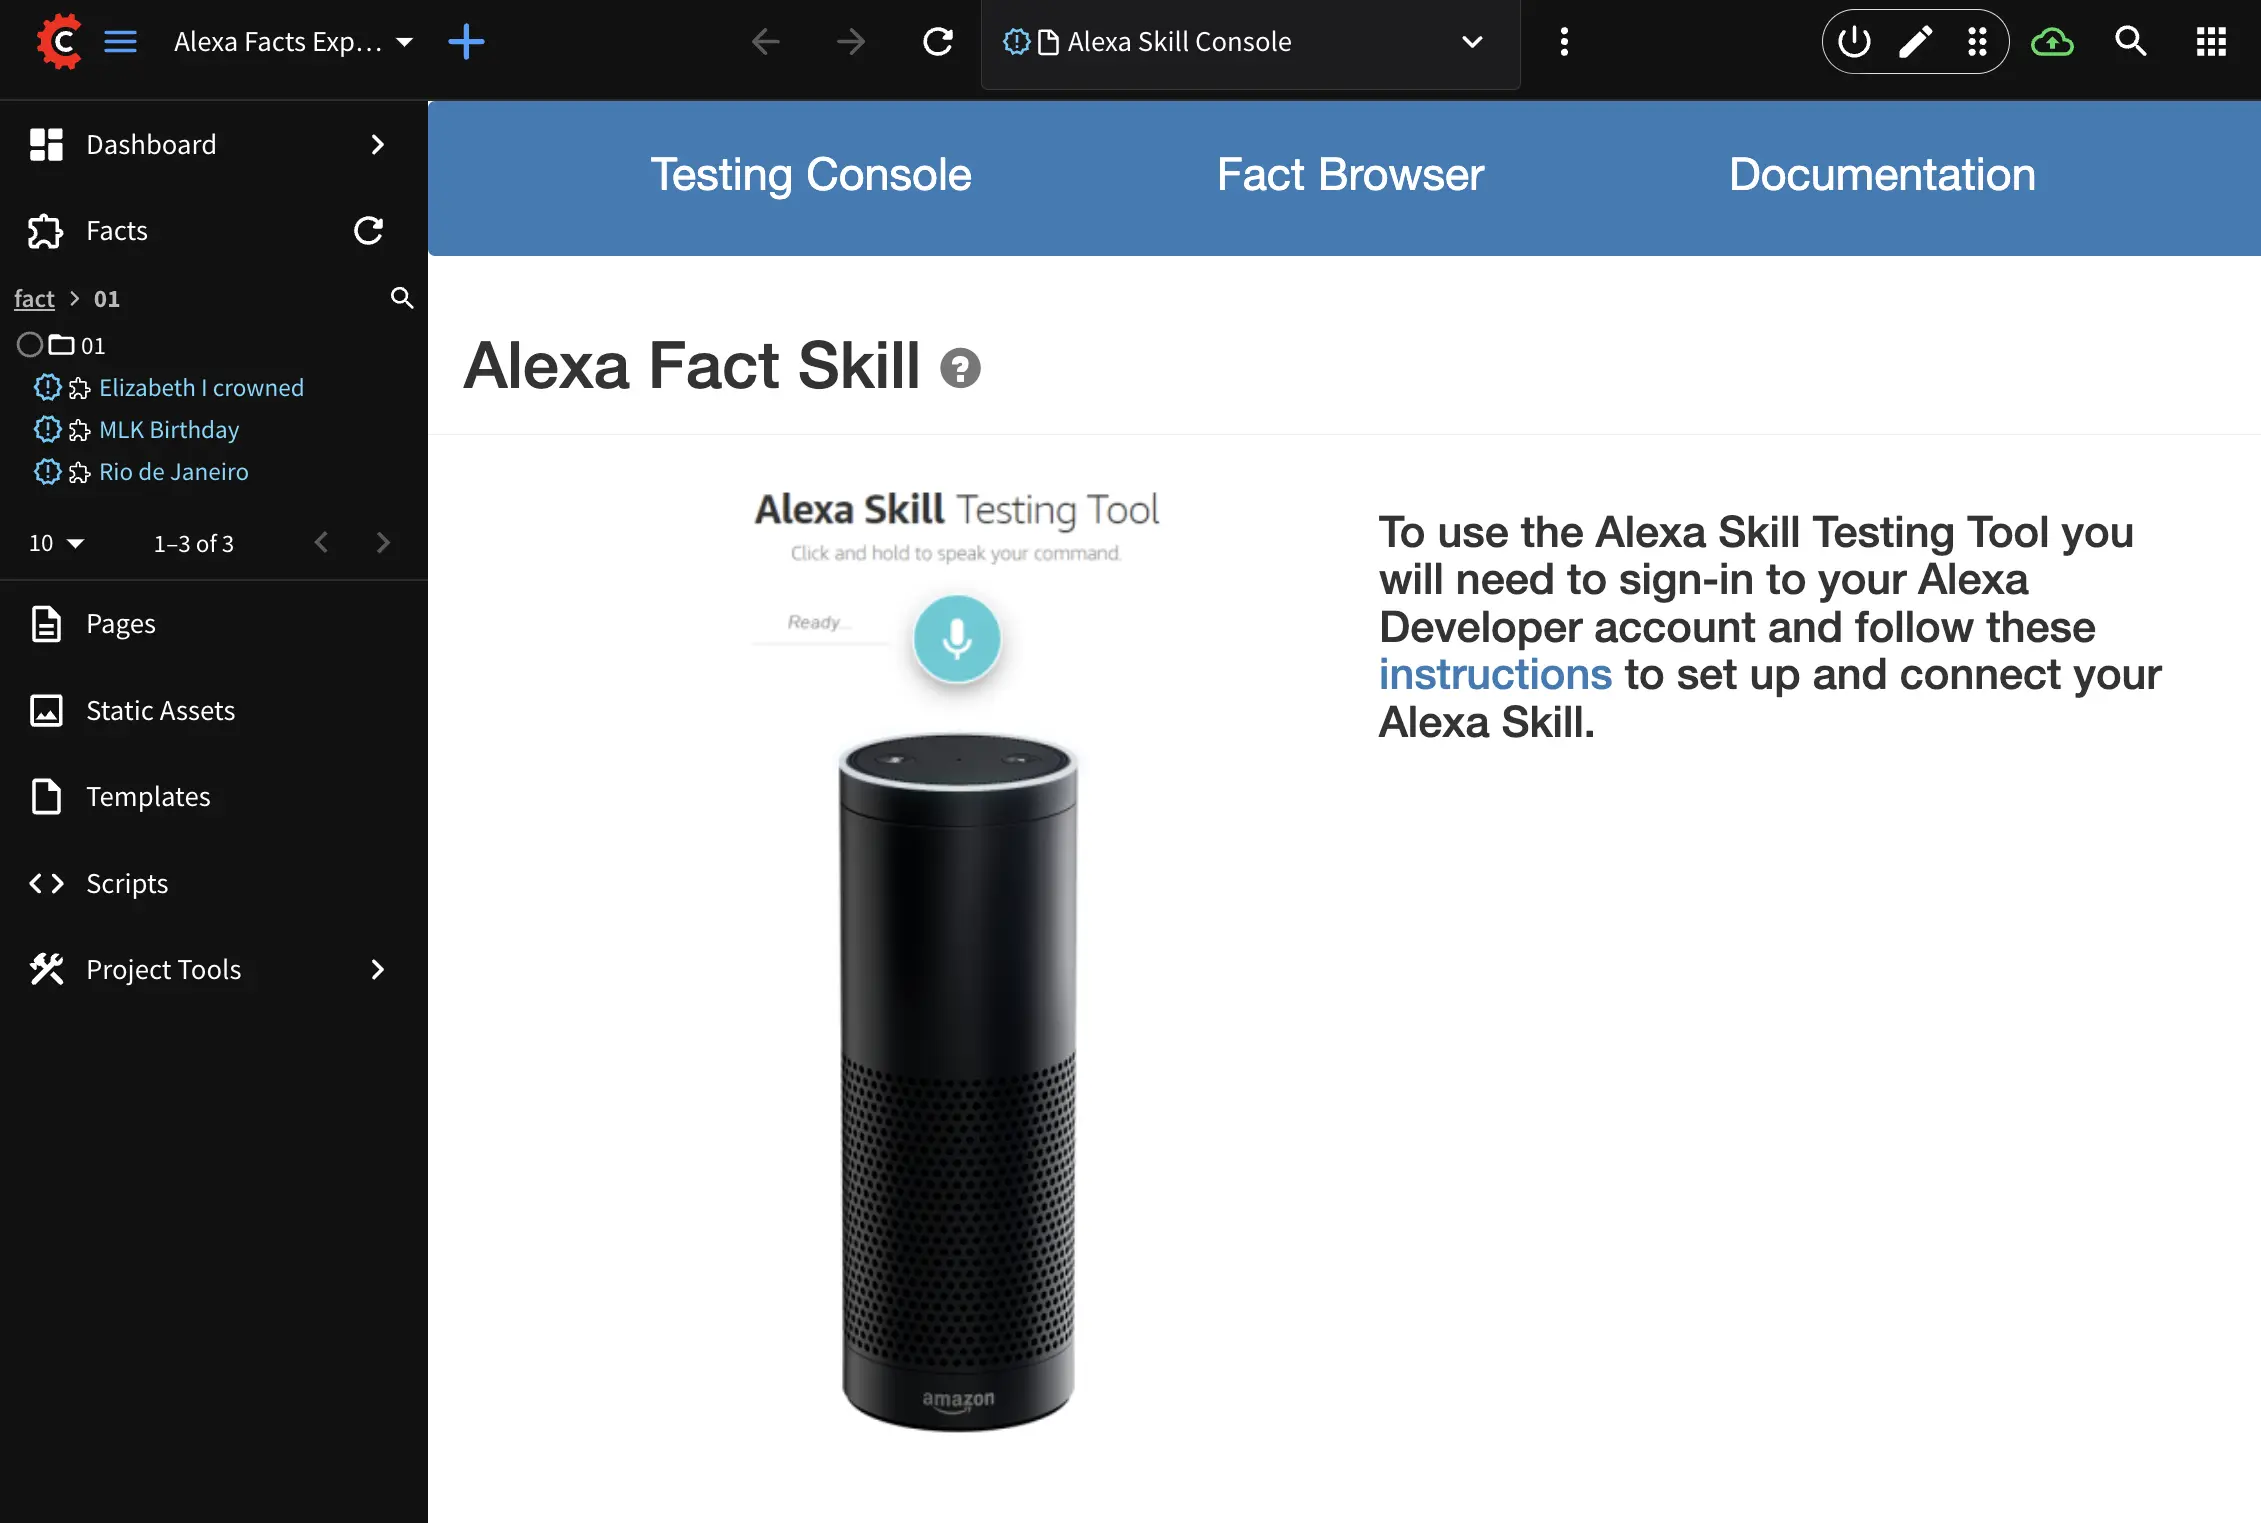 C
Alexa Facts Exp...
Alexa Skill Console
Dashboard
Facts
fact > 01
01
Elizabeth I crowned
MLK Birthday
Rio de Janeiro
10
1–3 of 3
Pages
Static Assets
Templates
Scripts
Project Tools
Testing Console
Fact Browser
Documentation
Alexa Fact Skill ?
Alexa Skill Testing Tool
Click and hold to speak your command.
Ready...
amazon
To use the Alexa Skill Testing Tool you
will need to sign-in to your Alexa
Developer account and follow these
instructions to set up and connect your
Alexa Skill.